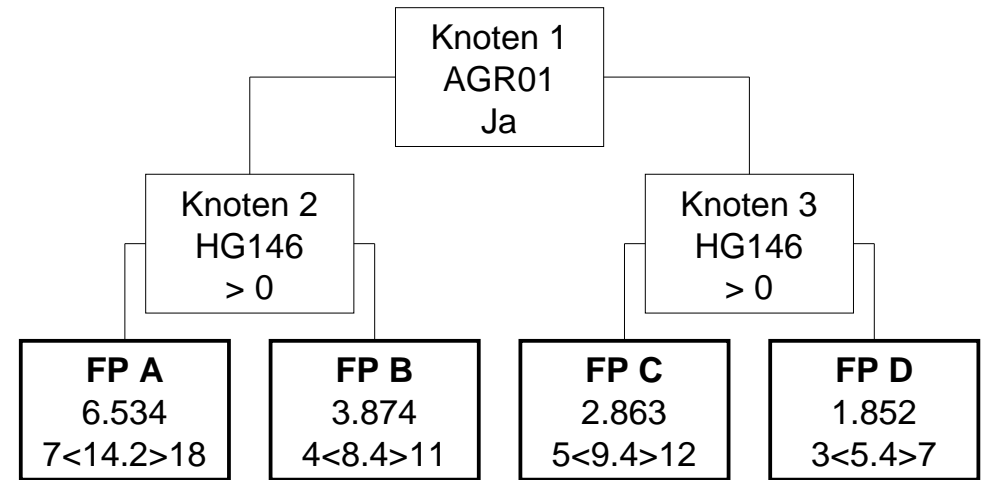 Knoten 1
AGR01
Ja
Knoten 2
HG146
> 0
Knoten 3
HG146
> 0
FP A
6.534
7<14.2>18
FP B
3.874
4<8.4>11
FP C
2.863
5<9.4>12
FP D
1.852
3<5.4>7